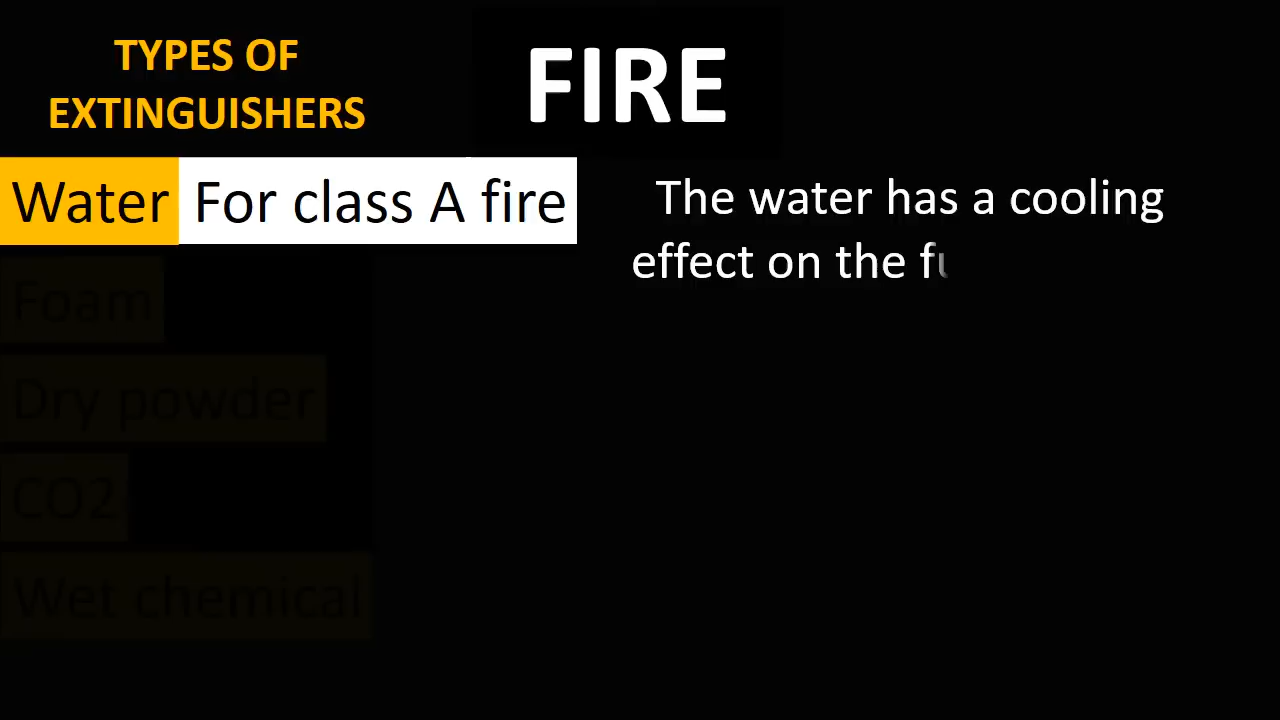 TYPES OF
EXTINGUISHERS
FIRE
Water For class A fire
The water has a cooling
effect on the
Foam
Dry powder
CO2
Wet chemical